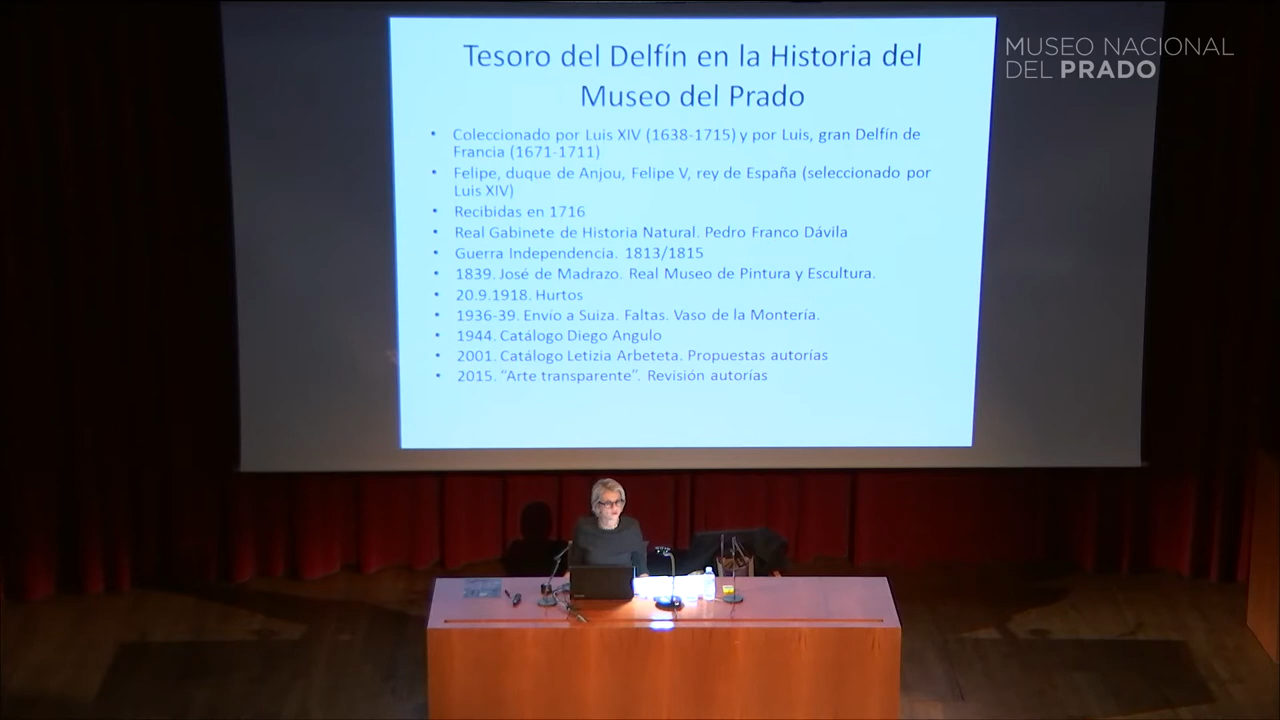 Tesoro del Delfín en la Historia del
Museo del Prado
• Coleccionado por Luis XIV (1638-1715) y por Luis, gran Delfín de
Francia (1671-1711)
• Felipe, duque de Anjou, Felipe V, rey de España (seleccionado por
Luis XIV)
• Recibidas en 1716
• Real Gabinete de Historia Natural. Pedro Franco Dávila
• Guerra Independencia. 1813/1815
• 1839. José de Madrazo. Real Museo de Pintura y Escultura.
• 20.9.1918. Hurtos
• 1936-39. Envío a Suiza. Faltas. Vaso de la Montería.
• 1944. Catálogo Diego Angulo
• 2001. Catálogo Letizia Arbeteta. Propuestas autorías
• 2015. “Arte transparente”. Revisión autorías
MUSEO NACIONAL
DEL PRADO